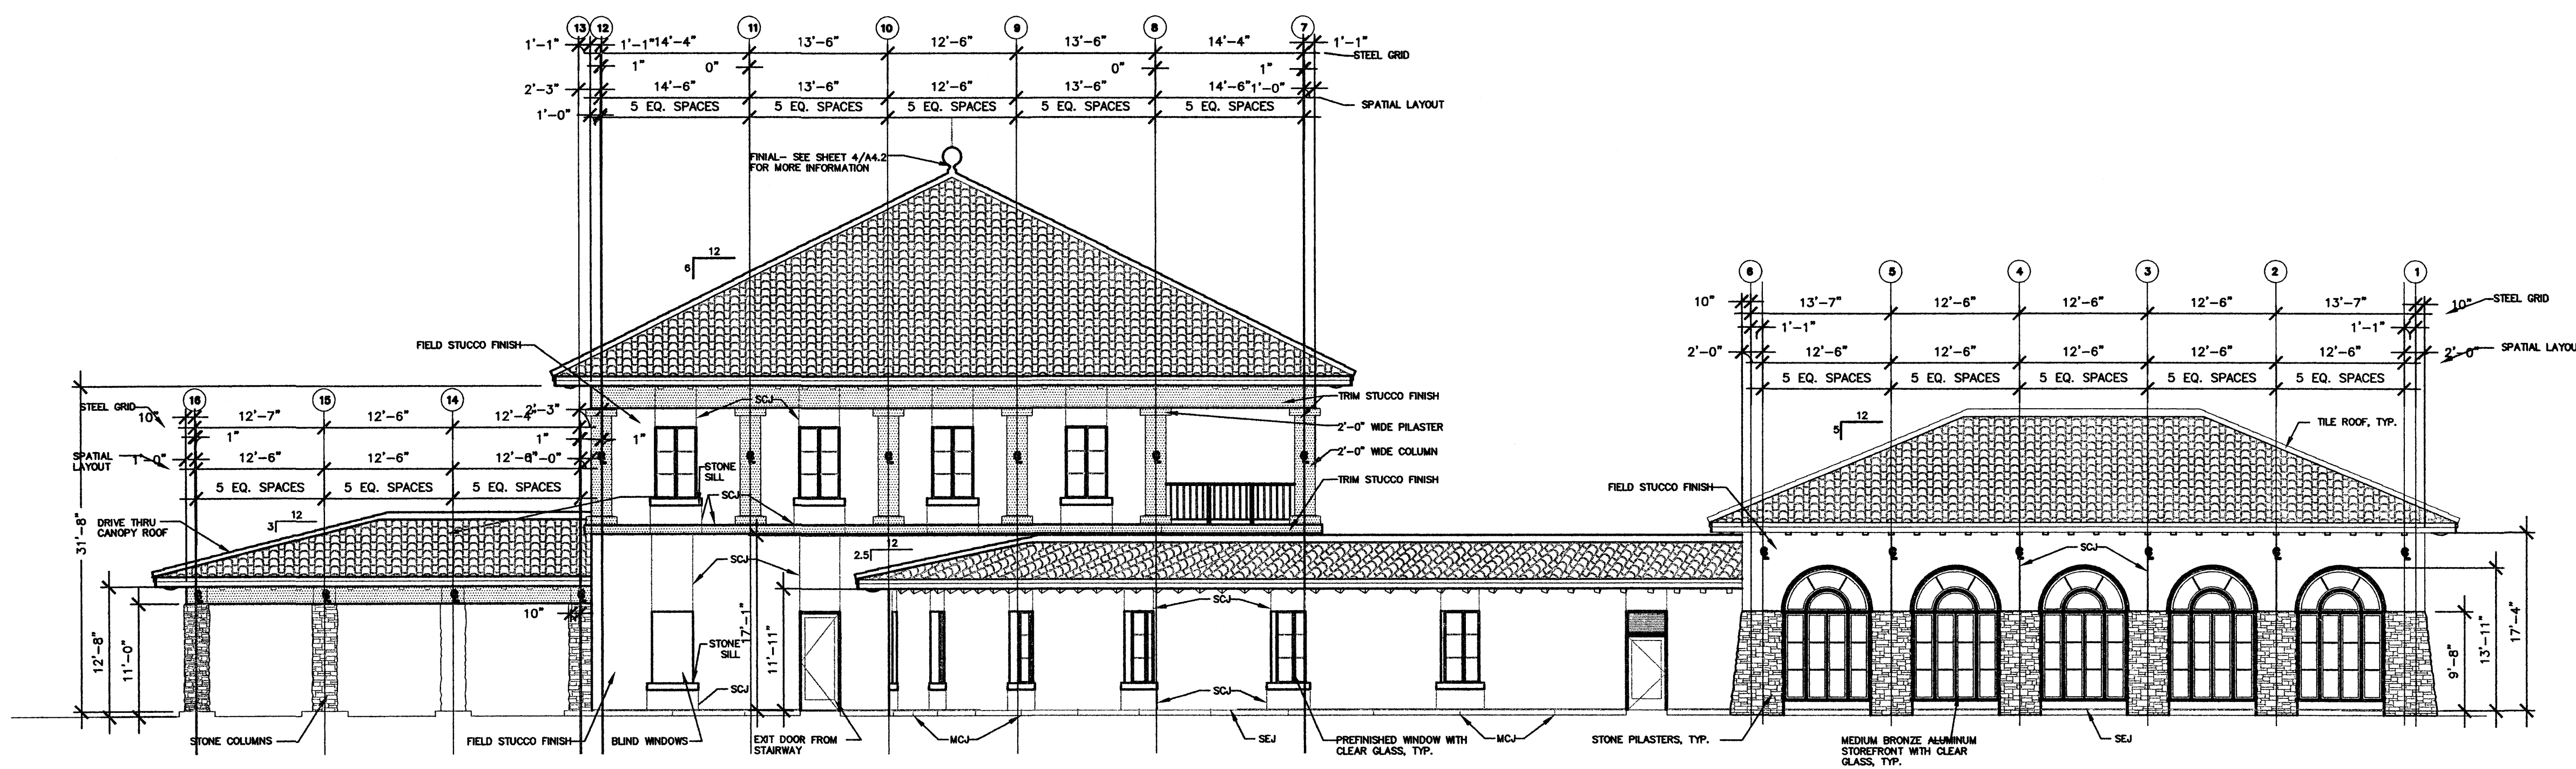 13 12 11 10 9 8 7
1'-1" 1'-1" 14'-4" 13'-6" 12'-6" 13'-6" 14'-4" 1'-1"
STEEL GRID
1" 0" 0" 1"
2'-3" 14'-6" 13'-6" 12'-6" 13'-6" 14'-6" 1'-0"
5 EQ. SPACES 5 EQ. SPACES 5 EQ. SPACES 5 EQ. SPACES 5 EQ. SPACES
SPATIAL LAYOUT
1'-0"
FINIAL- SEE SHEET 4/A4.2
FOR MORE INFORMATION
12
6
FIELD STUCCO FINISH
TRIM STUCCO FINISH
2'-0" WIDE PILASTER
2'-0" WIDE COLUMN
TRIM STUCCO FINISH
SCJ
STONE
SILL
SCJ
16 15 14
STEEL GRID
10" 12'-7" 12'-6" 12'-4" 2'-3"
1" 1" 1"
SPATIAL
LAYOUT
1'-0" 12'-6" 12'-6" 12'-6" 1'-0"
5 EQ. SPACES 5 EQ. SPACES 5 EQ. SPACES
12
3
DRIVE THRU
CANOPY ROOF
31'-8"
12'-8"
11'-0"
10"
SCJ
STONE
SILL
SCJ
17'-1"
11'-11"
12
2.5
SCJ
SCJ
STONE COLUMNS
FIELD STUCCO FINISH
BLIND WINDOWS
EXIT DOOR FROM
STAIRWAY
MCJ
SEJ
PREFINISHED WINDOW WITH
CLEAR GLASS, TYP.
MCJ
6 5 4 3 2 1
10" 13'-7" 12'-6" 12'-6" 12'-6" 13'-7" 10"
STEEL GRID
1'-1" 1'-1"
2'-0" 12'-6" 12'-6" 12'-6" 12'-6" 12'-6" 2'-0"
SPATIAL LAYOU
5 EQ. SPACES 5 EQ. SPACES 5 EQ. SPACES 5 EQ. SPACES 5 EQ. SPACES
12
5
TILE ROOF, TYP.
FIELD STUCCO FINISH
SCJ
9'-8"
13'-11"
17'-4"
STONE PILASTERS, TYP.
MEDIUM BRONZE ALUMINUM
STOREFRONT WITH CLEAR
GLASS, TYP.
SEJ